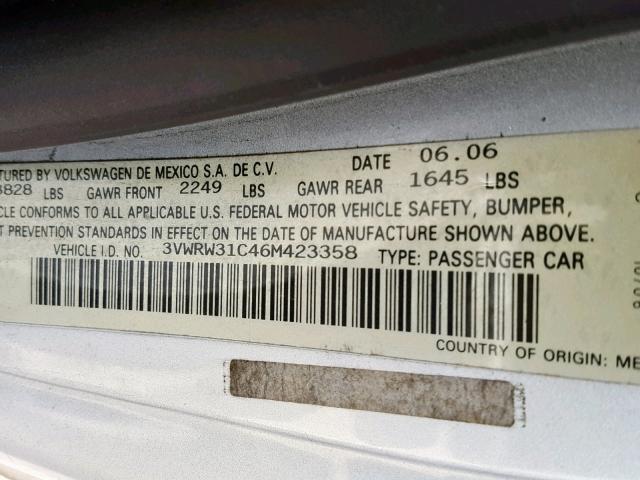 TURED BY VOLKSWAGEN DE MEXICO S.A. DE C.V. DATE 06.06
3828 LBS GAWR FRONT 2249 LBS GAWR REAR 1645 LBS
CLE CONFORMS TO ALL APPLICABLE U.S. FEDERAL MOTOR VEHICLE SAFETY, BUMPER,
T PREVENTION STANDARDS IN EFFECT ON THE DATE OF MANUFACTURE SHOWN ABOVE.
VEHICLE I.D. NO. 3VWRW31C46M423358 TYPE: PASSENGER CAR
COUNTRY OF ORIGIN: ME